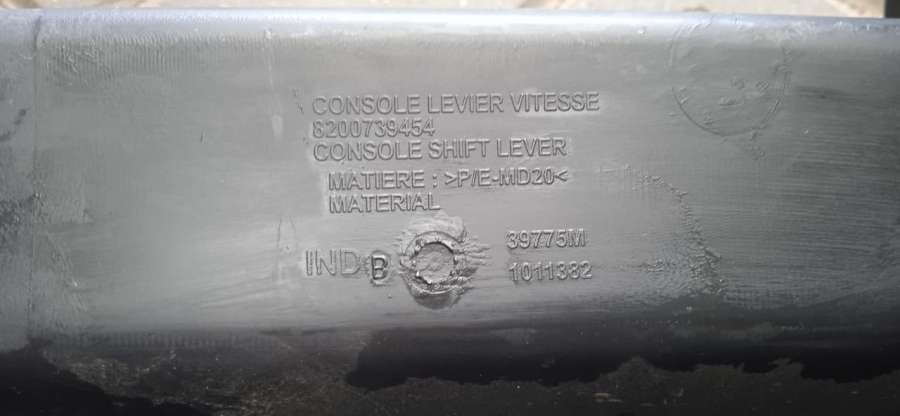 CONSOLE LEVIER VITESSE
8200739454
CONSOLE SHIFT LEVER
MATIERE : >P/E-MD20<
MATERIAL
IND B
39775M
1011382